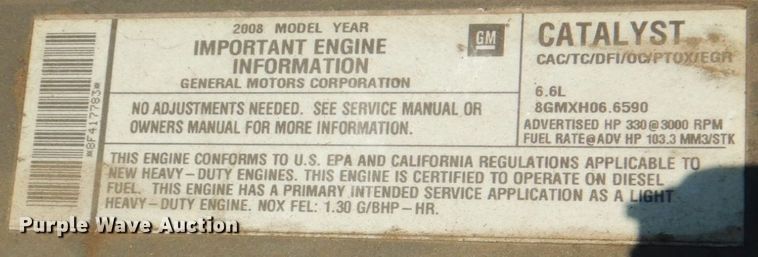 2008 MODEL YEAR
IMPORTANT ENGINE
INFORMATION
GENERAL MOTORS CORPORATION
GM
CATALYST
CAC/TC/DFI/OC/PTOX/EGR
6.6L
8GMXH06.6590
ADVERTISED HP 330@3000 RPM
FUEL RATE@ADV HP 103.3 MM3/STK
NO ADJUSTMENTS NEEDED. SEE SERVICE MANUAL OR
OWNERS MANUAL FOR MORE INFORMATION.
THIS ENGINE CONFORMS TO U.S. EPA AND CALIFORNIA REGULATIONS APPLICABLE TO
NEW HEAVY-DUTY ENGINES. THIS ENGINE IS CERTIFIED TO OPERATE ON DIESEL
FUEL. THIS ENGINE HAS A PRIMARY INTENDED SERVICE APPLICATION AS A LIGHT
HEAVY-DUTY ENGINE. NOX FEL: 1.30 G/BHP-HR.
*8F417783*
Purple Wave Auction